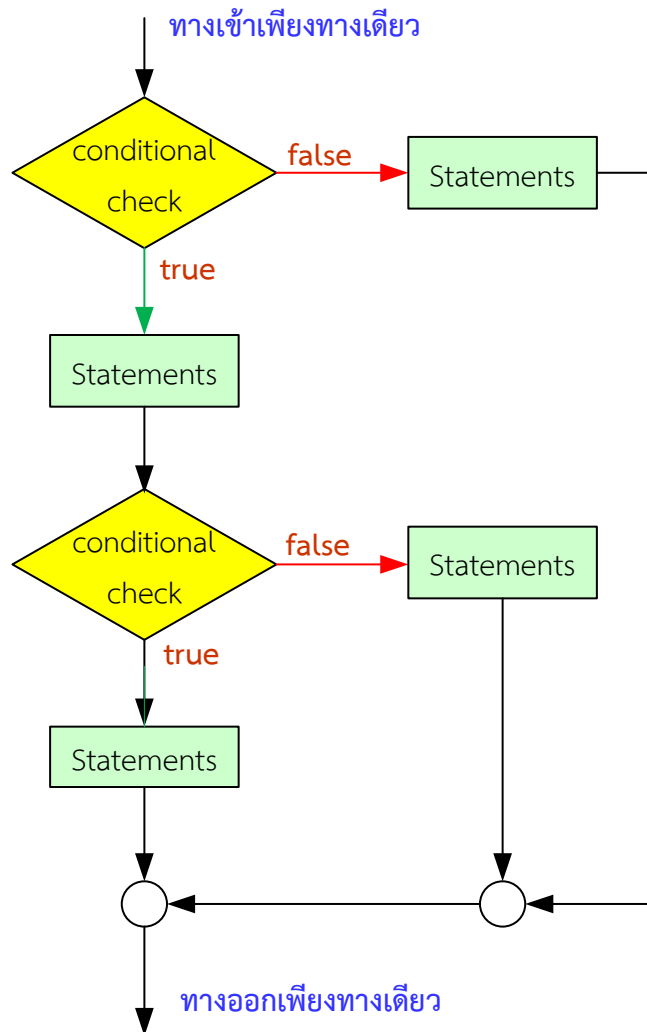 ทางเข้าเพียงทางเดียว
conditional
check
false
Statements
true
Statements
conditional
check
false
Statements
true
Statements
ทางออกเพียงทางเดียว